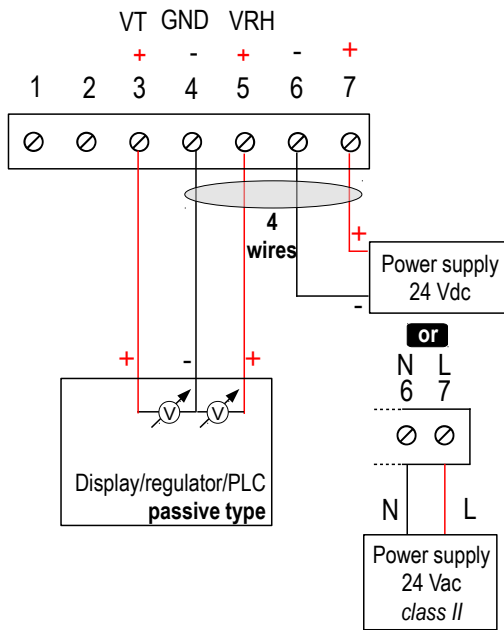 VT GND VRH
+ - + - +
1 2 3 4 5 6 7
4
wires
+
Power supply
24 Vdc
-
or
N L
6 7
+ - +
V V
Display/regulator/PLC
passive type
N L
Power supply
24 Vac
class II